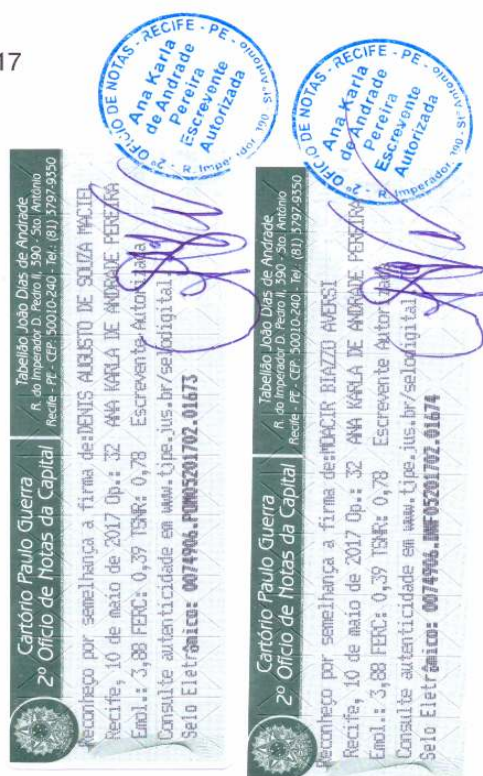 17
Cartório Paulo Guerra
2º Ofício de Notas da Capital
Tabelião João Dias de Andrade
R. do Imperador D. Pedro II, 390 - Sto. Antônio
Recife - PE - CEP: 50010-240 - Tel.: (81) 3797-9350
Reconheço por semelhança a firma de:DENIS AUGUSTO DE SOUZA MACIEL
Recife, 10 de maio de 2017 Op.: 32 ANA KARLA DE ANDRADE PEREIRA
Emol.: 3,88 FERC: 0,39 TSNR: 0,78 Escrevente Autorizada
Consulte autenticidade em www.tjpe.jus.br/selodigital.
Selo Eletrônico: 0074906.POM05201702.01673
2º OFÍCIO DE NOTAS - RECIFE - PE -
R. Imperador, 390 - Stº Antonio
Ana Karla
de Andrade
Pereira
Escrevente
Autorizada
Cartório Paulo Guerra
2º Ofício de Notas da Capital
Tabelião João Dias de Andrade
R. do Imperador D. Pedro II, 390 - Sto. Antônio
Recife - PE - CEP: 50010-240 - Tel.: (81) 3797-9350
Reconheço por semelhança a firma de:MOACIR BIAZZO AVERSI
Recife, 10 de maio de 2017 Op.: 32 ANA KARLA DE ANDRADE PEREIRA
Emol.: 3,88 FERC: 0,39 TSNR: 0,78 Escrevente Autorizada
Consulte autenticidade em www.tjpe.jus.br/selodigital
Selo Eletrônico: 0074906.DMF05201702.01674
2º OFÍCIO DE NOTAS - RECIFE - PE -
R. Imperador, 390 - Stº Antonio
Ana Karla
de Andrade
Pereira
Escrevente
Autorizada